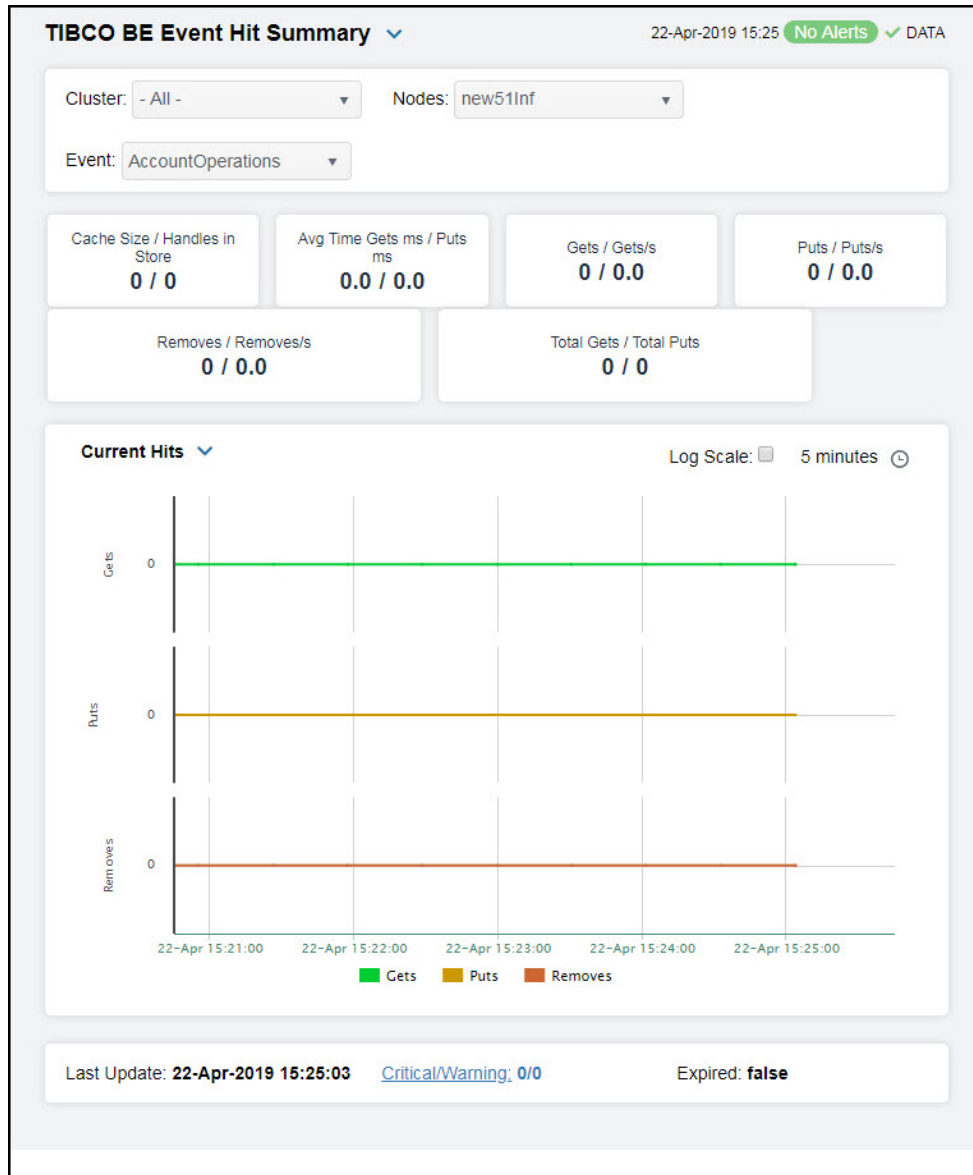 TIBCO BE Event Hit Summary
22-Apr-2019 15:25 No Alerts DATA
Cluster: - All - Nodes: new51Inf
Event: AccountOperations
Cache Size / Handles in
Store
0 / 0
Avg Time Gets ms / Puts
ms
0.0 / 0.0
Gets / Gets/s
0 / 0.0
Puts / Puts/s
0 / 0.0
Removes / Removes/s
0 / 0.0
Total Gets / Total Puts
0 / 0
Current Hits
Log Scale: 5 minutes
Gets
0
Puts
0
Removes
0
22-Apr 15:21:00 22-Apr 15:22:00 22-Apr 15:23:00 22-Apr 15:24:00 22-Apr 15:25:00
Gets Puts Removes
Last Update: 22-Apr-2019 15:25:03 Critical/Warning: 0/0 Expired: false